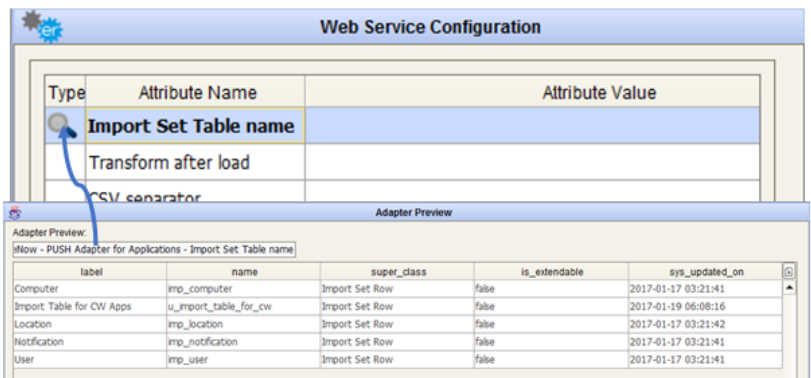 er
Web Service Configuration
Type Attribute Name Attribute Value
Import Set Table name
Transform after load
CSV separator
Adapter Preview
Adapter Preview:
Now - PUSH Adapter for Applications - Import Set Table name
label name super_class is_extendable sys_updated_on
Computer imp_computer Import Set Row false 2017-01-17 03:21:41
Import Table for CW Apps u_import_table_for_cw Import Set Row false 2017-01-19 06:08:16
Location imp_location Import Set Row false 2017-01-17 03:21:42
Notification imp_notification Import Set Row false 2017-01-17 03:21:41
User imp_user Import Set Row false 2017-01-17 03:21:41